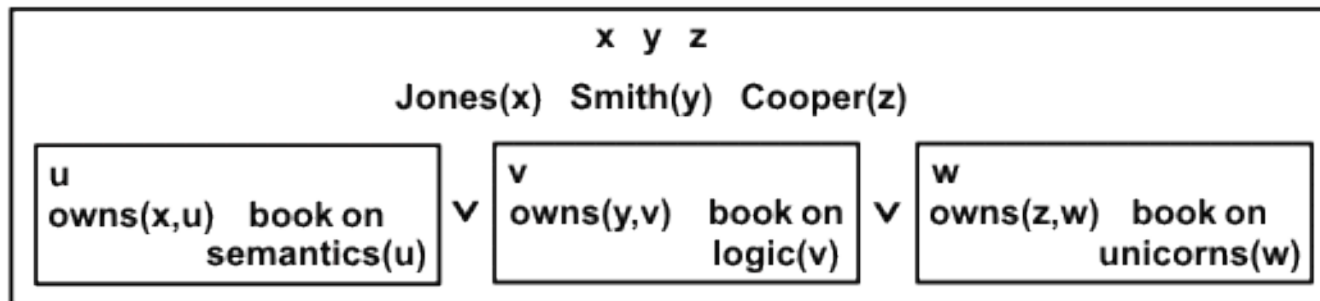 x y z
Jones(x) Smith(y) Cooper(z)
u
owns(x,u) book on
semantics(u)
∨
v
owns(y,v) book on
logic(v)
∨
w
owns(z,w) book on
unicorns(w)